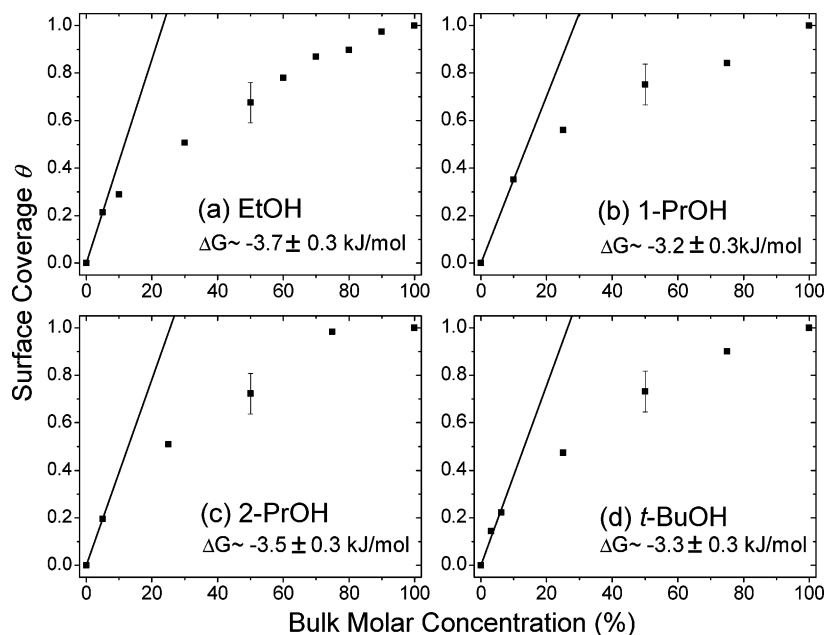 Surface Coverage θ
1.0
0.8
0.6
0.4
0.2
0.0
(a) EtOH
ΔG~ -3.7 ± 0.3 kJ/mol
0 20 40 60 80 100
1.0
0.8
0.6
0.4
0.2
0.0
(b) 1-PrOH
ΔG~ -3.2 ± 0.3kJ/mol
0 20 40 60 80 100
1.0
0.8
0.6
0.4
0.2
0.0
(c) 2-PrOH
ΔG~ -3.5 ± 0.3 kJ/mol
0 20 40 60 80 100
1.0
0.8
0.6
0.4
0.2
0.0
(d) t-BuOH
ΔG~ -3.3 ± 0.3 kJ/mol
0 20 40 60 80 100
Bulk Molar Concentration (%)